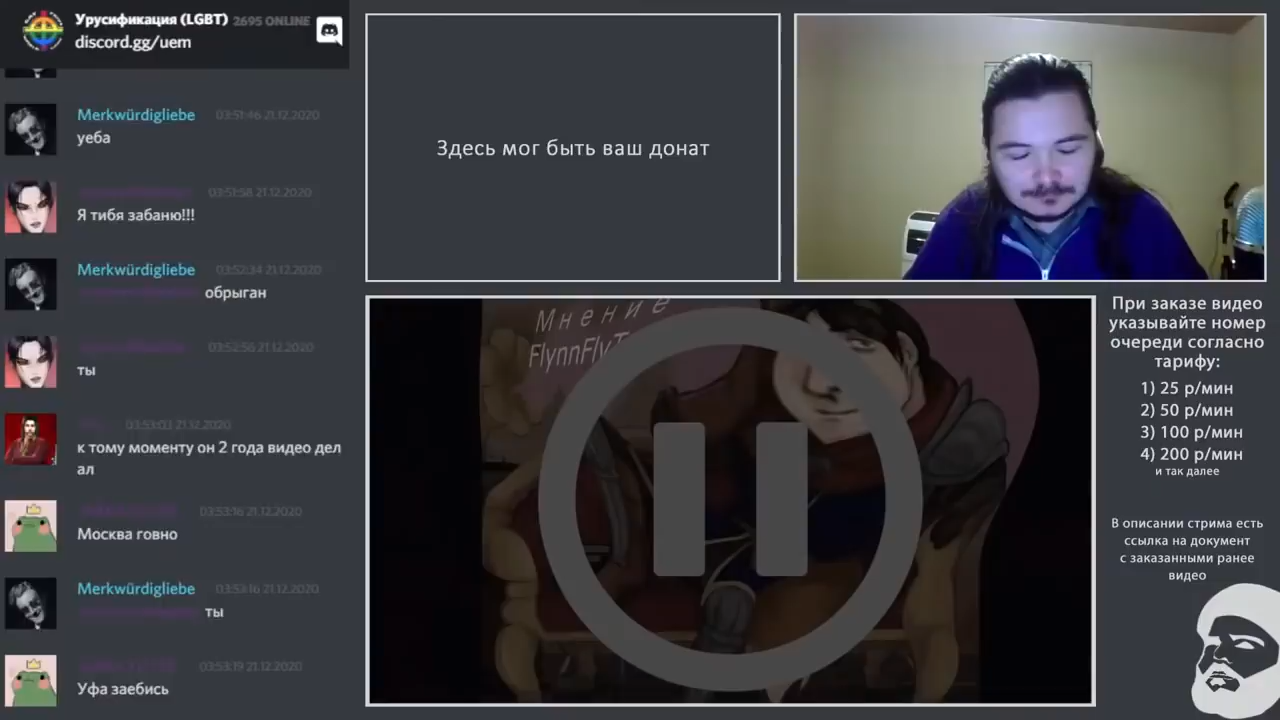 Урусификация (LGBT) 2695 ONLINE
discord.gg/uem
Merkwürdigliebe 03:51:46 21.12.2020
уеба
03:51:58 21.12.2020
Я тибя забаню!!!
Merkwürdigliebe 03:52:34 21.12.2020
обрыган
03:52:56 21.12.2020
ты
03:53:03 21.12.2020
к тому моменту он 2 года видео дел
ал
03:53:16 21.12.2020
Москва говно
Merkwürdigliebe 03:53:16 21.12.2020
ты
03:53:19 21.12.2020
Уфа заебись
Здесь мог быть ваш донат
Мнение
При заказе видео
указывайте номер
очереди согласно
тарифу:
1) 25 р/мин
2) 50 р/мин
3) 100 р/мин
4) 200 р/мин
и так далее
В описании стрима есть
ссылка на документ
с заказанными ранее
видео